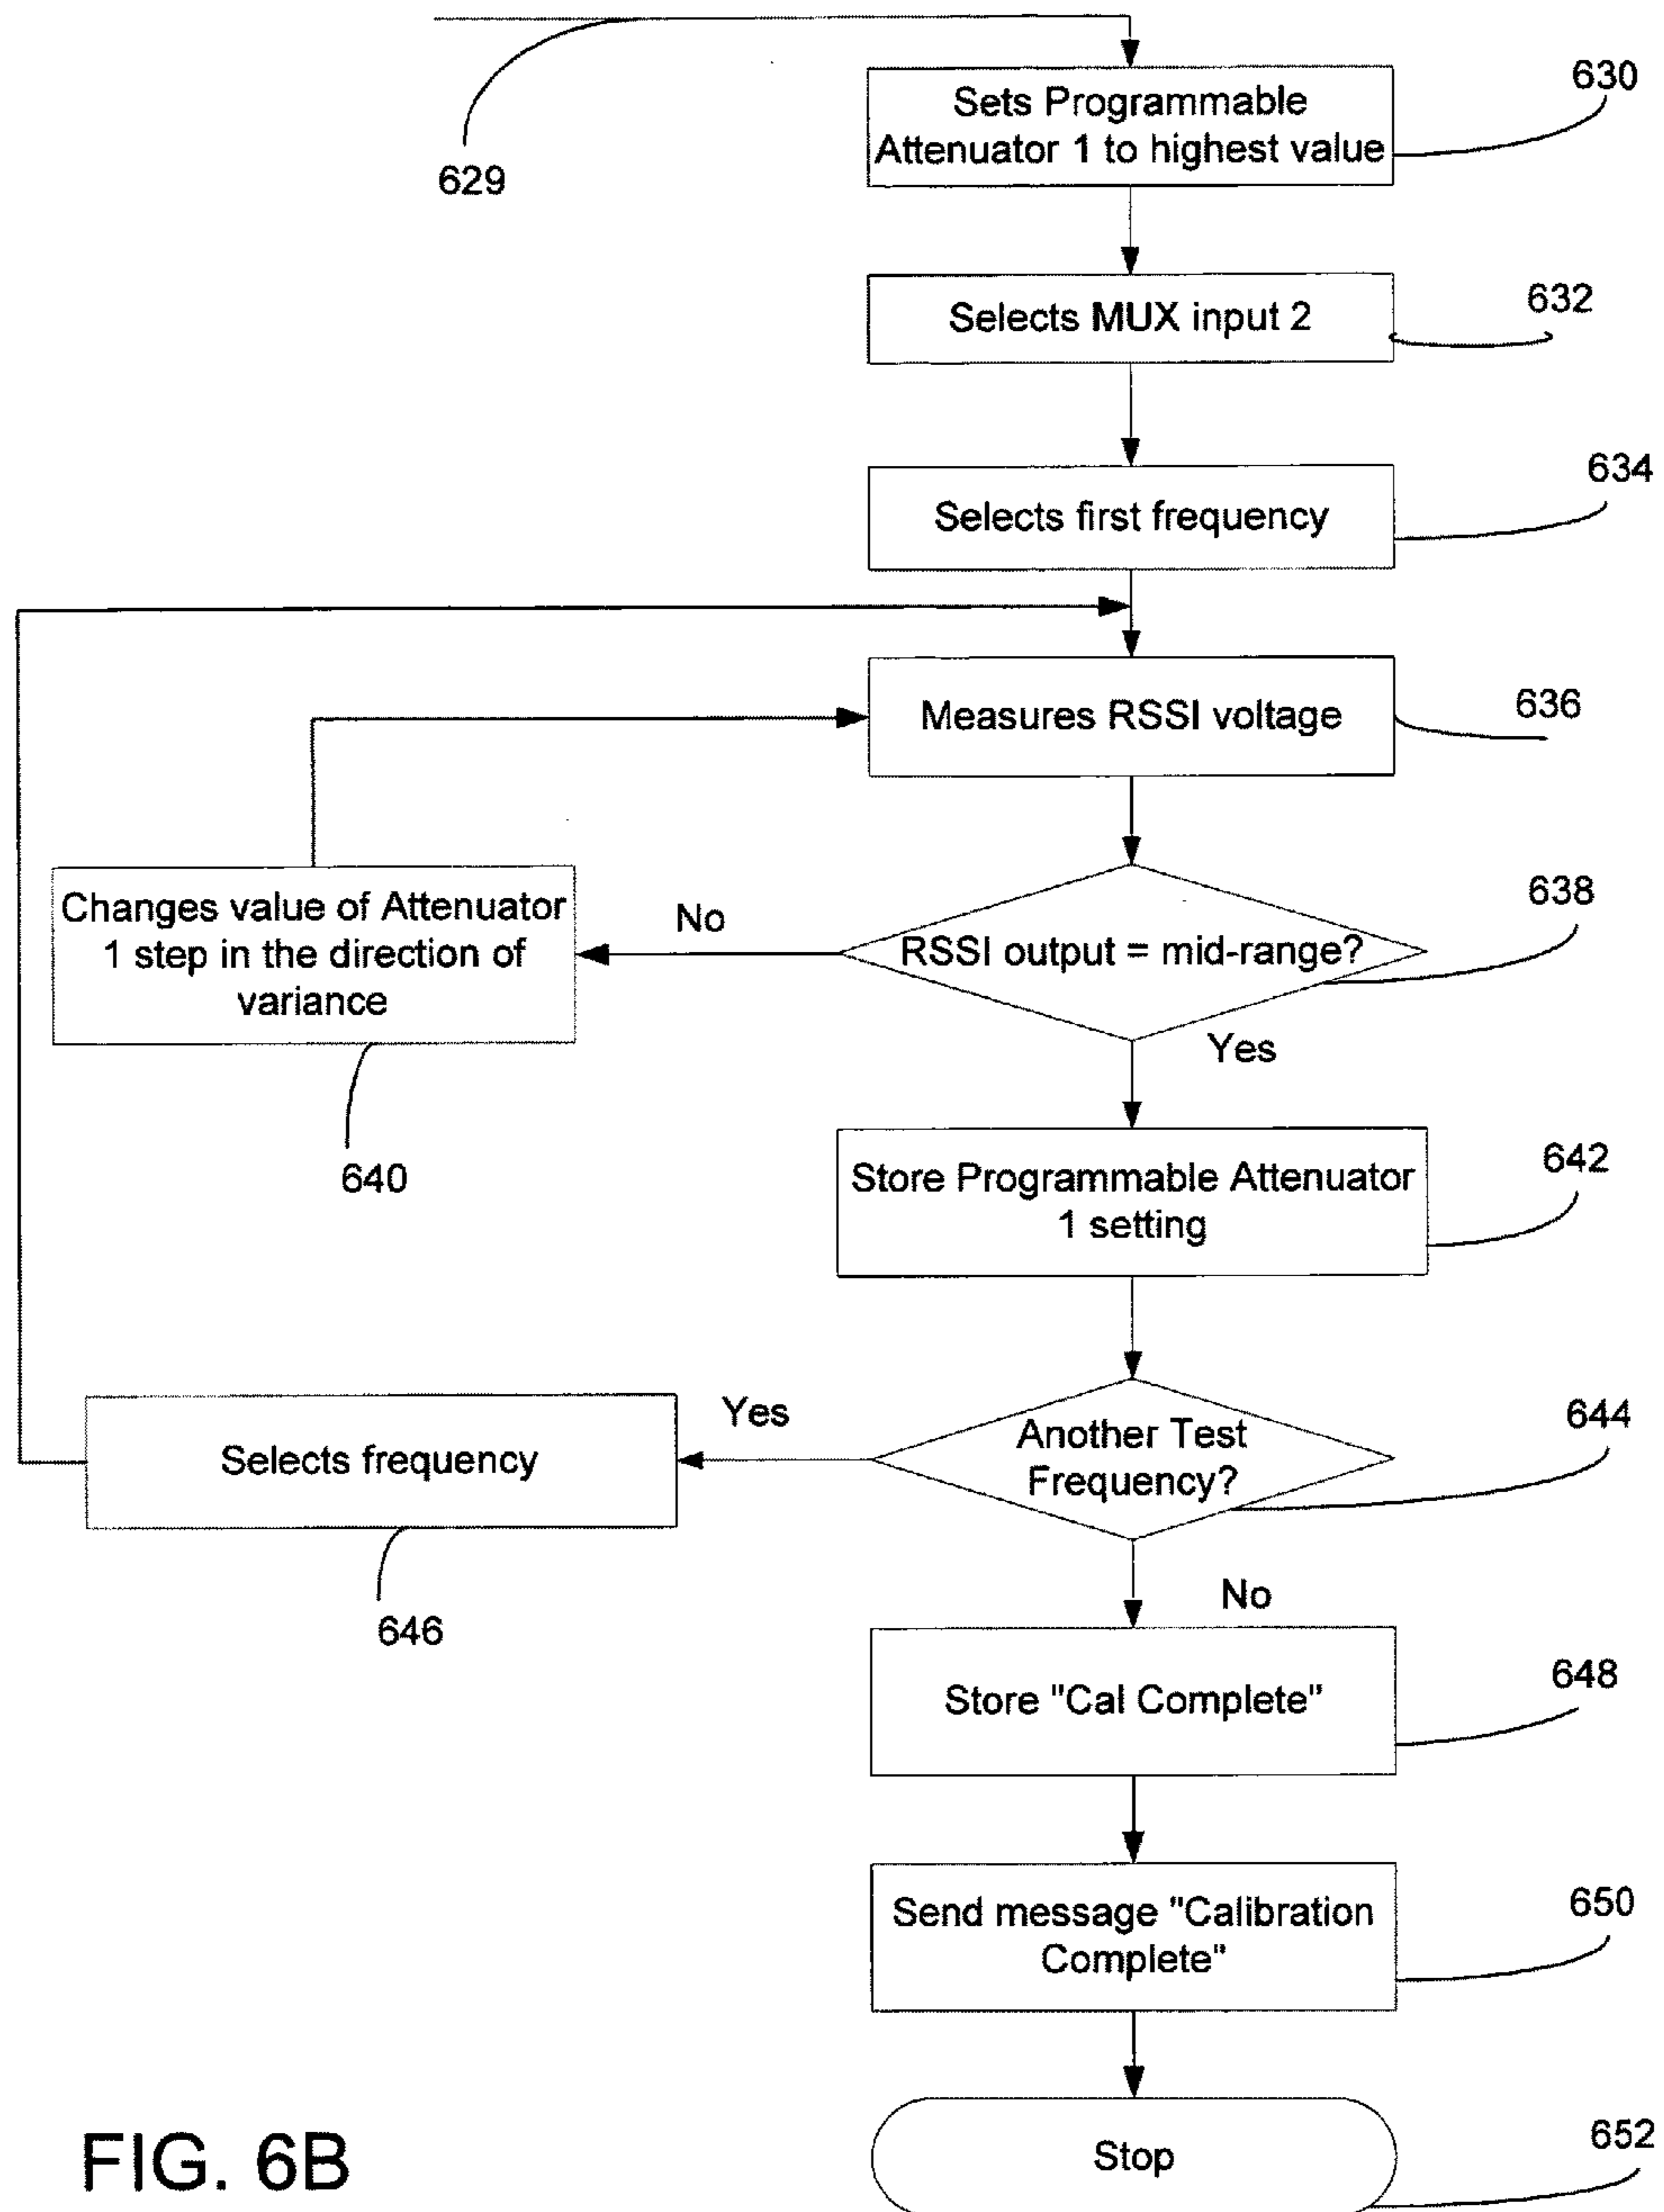 630
Sets Programmable
Attenuator 1 to highest value
629
632
Selects MUX input 2
634
Selects first frequency
636
Measures RSSI voltage
638
RSSI output = mid-range?
No
Changes value of Attenuator
1 step in the direction of
variance
640
Yes
642
Store Programmable Attenuator
1 setting
644
Another Test
Frequency?
Yes
Selects frequency
646
No
648
Store "Cal Complete"
650
Send message "Calibration
Complete"
652
Stop
FIG. 6B